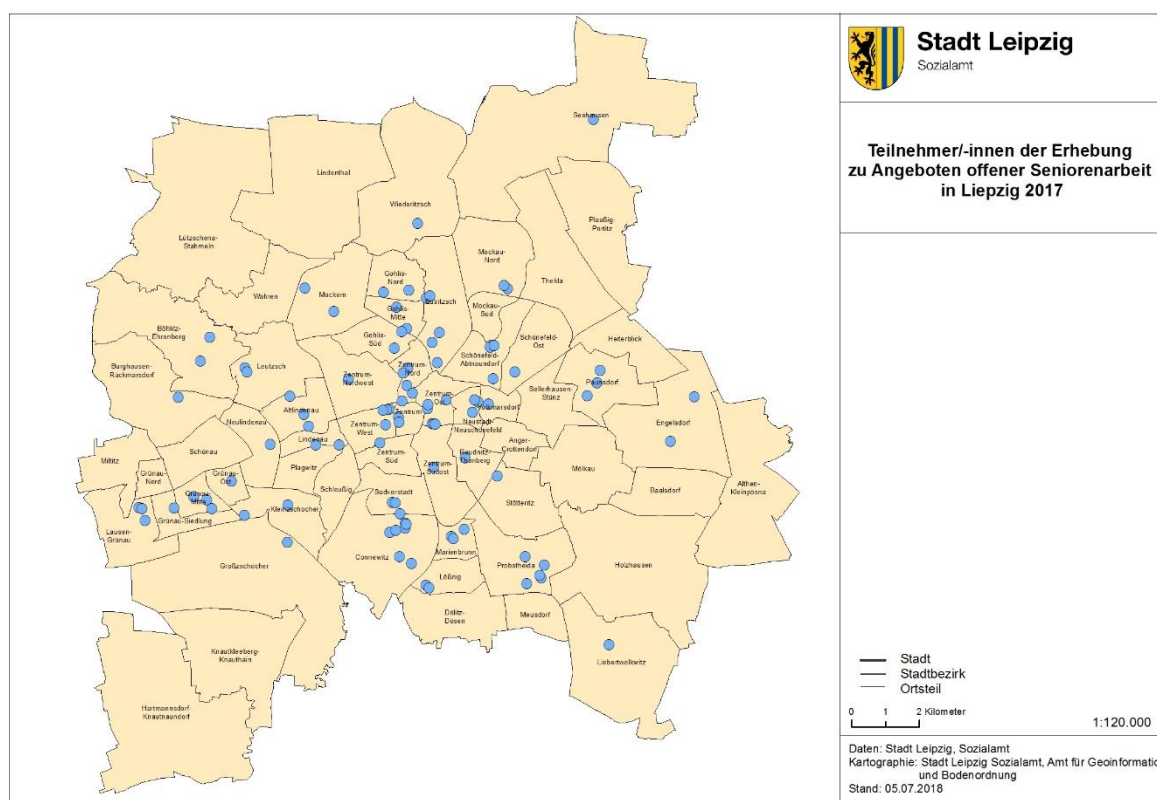 Stadt Leipzig
Sozialamt
Teilnehmer/-innen der Erhebung
zu Angeboten offener Seniorenarbeit
in Liepzig 2017
Seehausen
Lindenthal
Wiederitzsch
Plaußig-
Portitz
Lützschena-
Stahmeln
Mockau-
Nord
Thekla
Gohlis-
Nord
Wahren
Möckern
Eutritzsch
Mockau-
Süd
Gohlis-
Mitte
Böhlitz-
Ehrenberg
Gohlis-
Süd
Schönefeld-
Ost
Heiterblick
Schönefeld-
Abtnaundorf
Burghausen-
Rückmarsdorf
Leutzsch
Zentrum-
Nord
Zentrum-
Nordwest
Paunsdorf
Sellerhausen-
Stünz
Zentrum-
Ost
Volkmarsdorf
Altlindenau
Zentrum
Neulindenau
Neustadt-
Neuschönefeld
Engelsdorf
Zentrum-
West
Lindenau
Anger-
Crottendorf
Schönau
Zentrum-
Süd
Reudnitz-
Thonberg
Miltitz
Plagwitz
Mölkau
Grünau-
Nord
Grünau-
Ost
Zentrum-
Südost
Schleußig
Baalsdorf
Althen-
Kleinpösna
Grünau-
Mitte
Südvorstadt
Stötteritz
Kleinzschocher
Grünau-Siedlung
Lausen-
Grünau
Marienbrunn
Connewitz
Großzschocher
Probstheida
Holzhausen
Lößnig
Dölitz-
Dösen
Meusdorf
Knautkleeberg-
Knauthain
Liebertwolkwitz
Hartmannsdorf-
Knautnaundorf
Stadt
Stadtbezirk
Ortsteil
0 1 2 Kilometer
1:120.000
Daten: Stadt Leipzig, Sozialamt
Kartographie: Stadt Leipzig Sozialamt, Amt für Geoinformatio
und Bodenordnung
Stand: 05.07.2018